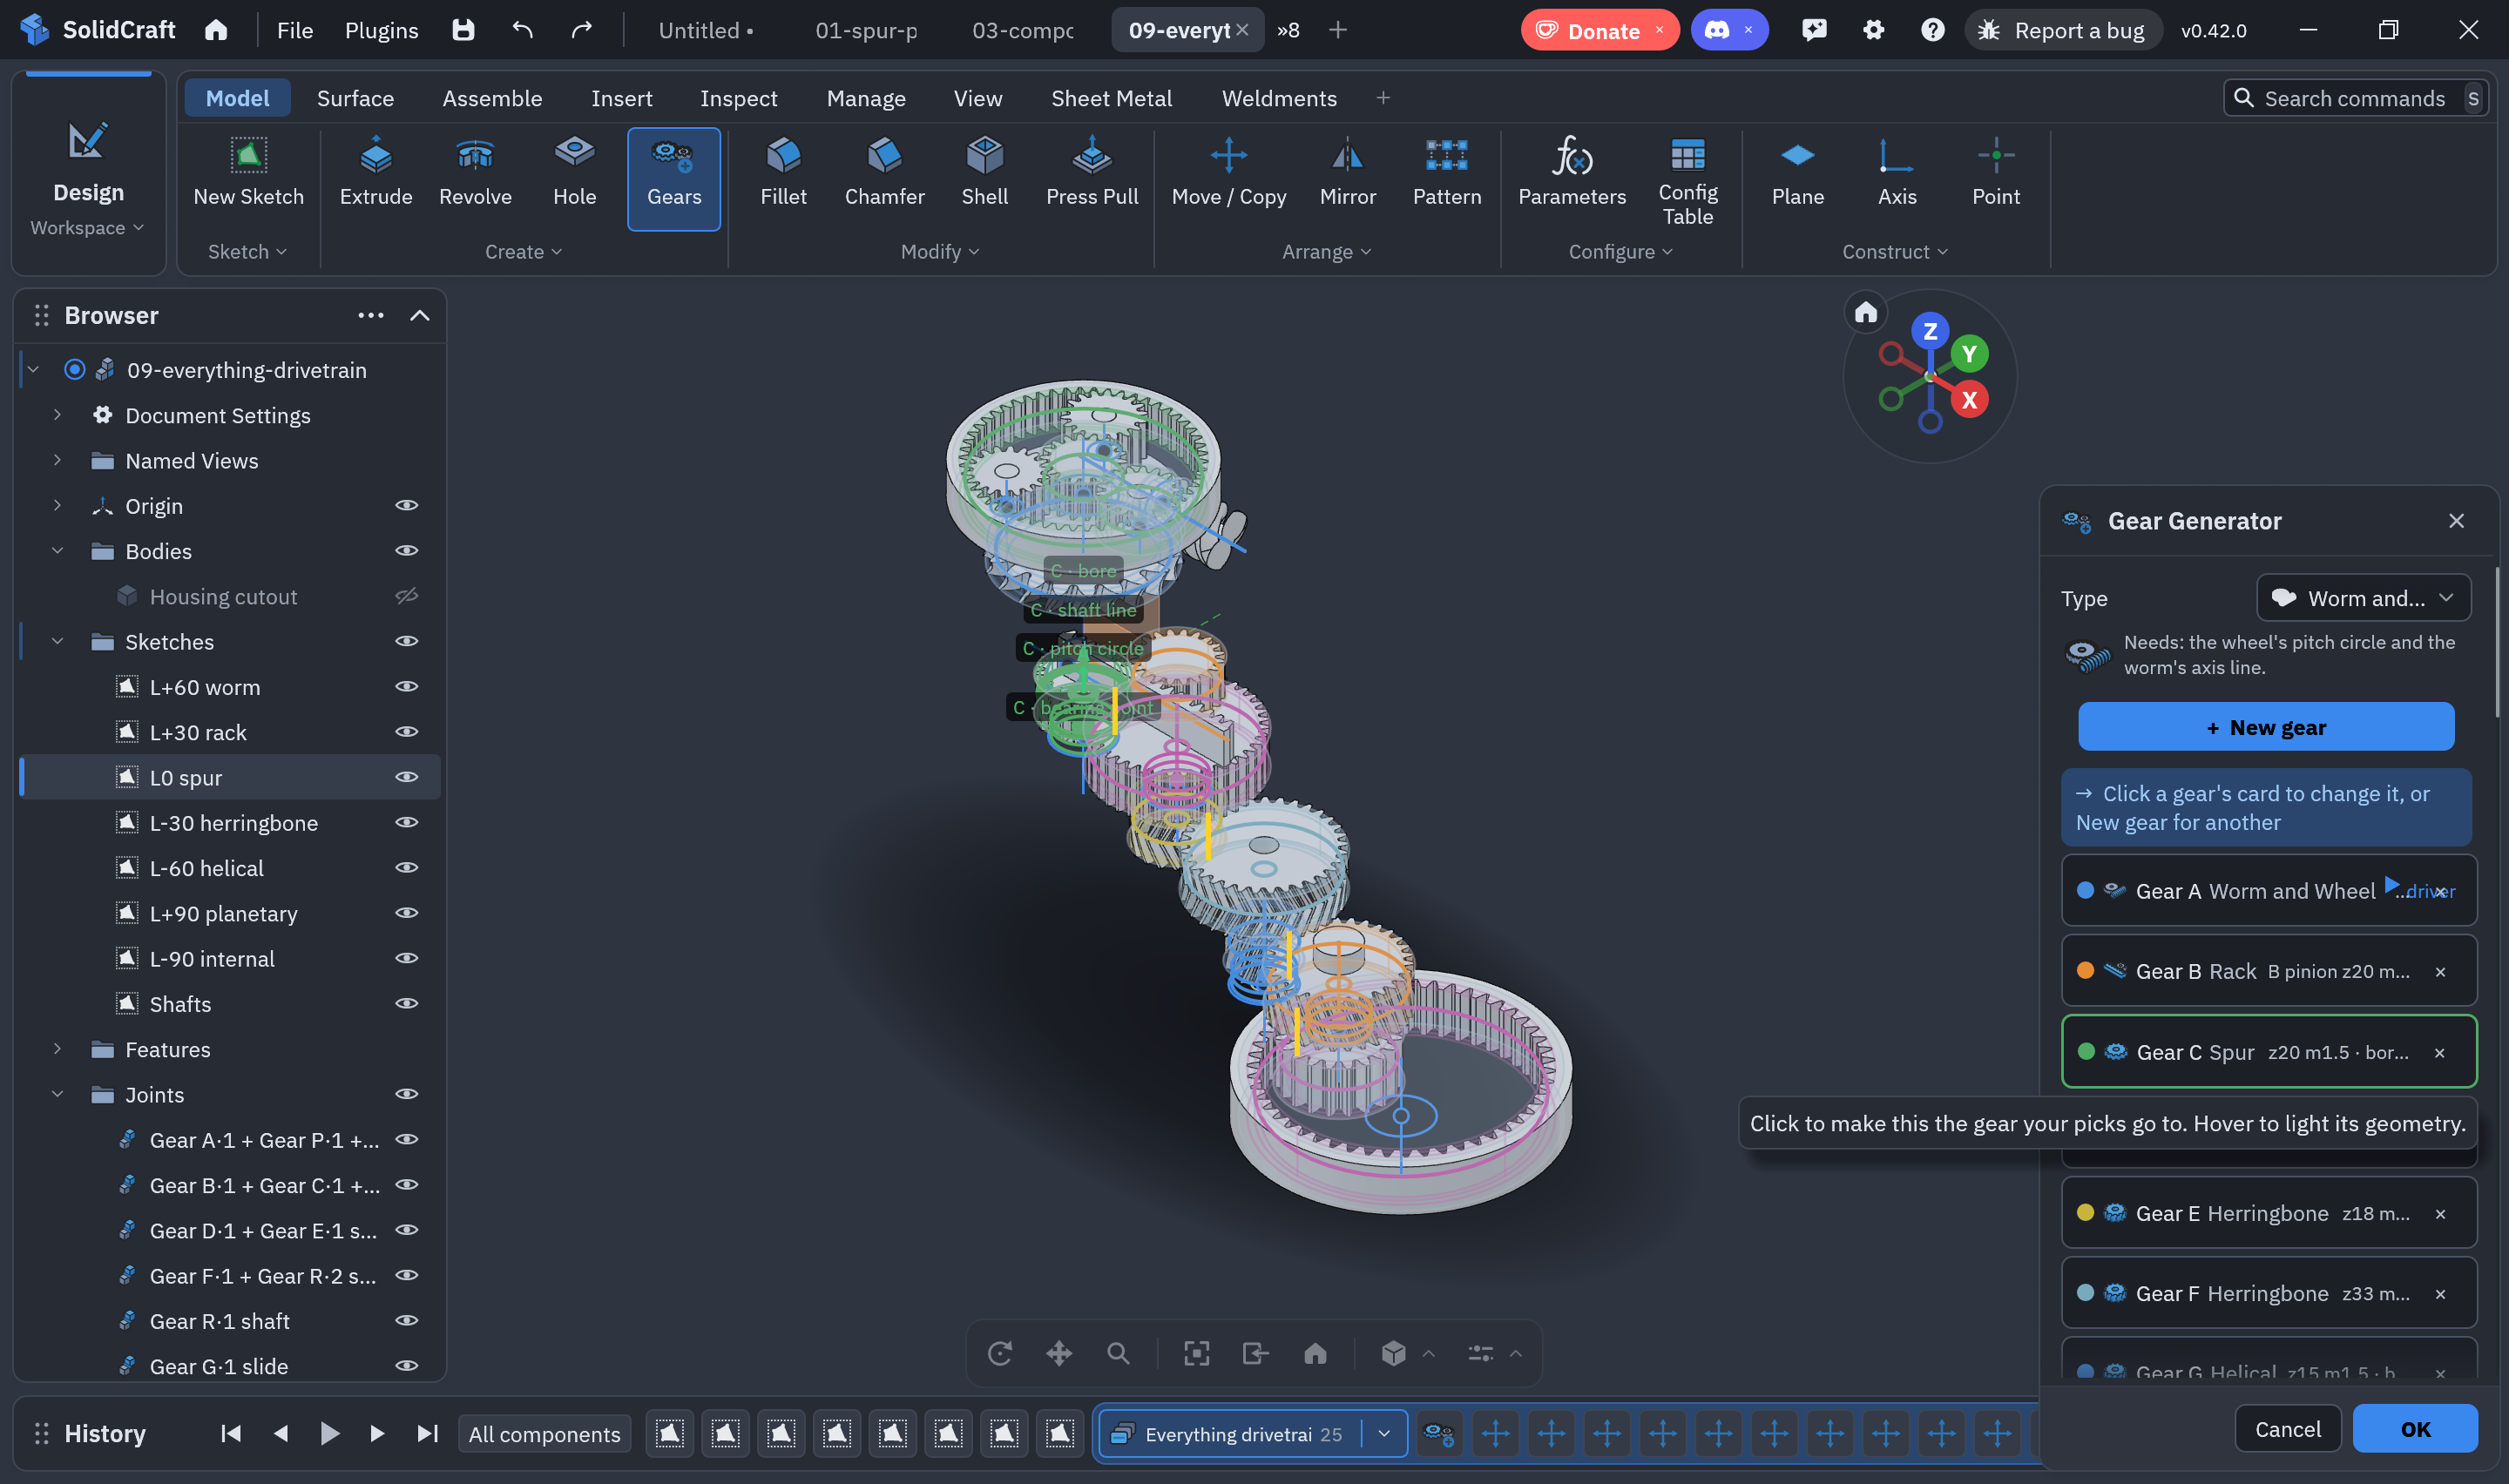 SolidCraft
File
Plugins
Untitled •
01-spur-p
03-compc
09-everyt
»8
Donate
Report a bug
v0.42.0
Design
Workspace
Model
Surface
Assemble
Insert
Inspect
Manage
View
Sheet Metal
Weldments
Search commands
S
New Sketch
Extrude
Revolve
Hole
Gears
Fillet
Chamfer
Shell
Press Pull
Move / Copy
Mirror
Pattern
Parameters
Config
Table
Plane
Axis
Point
Sketch
Create
Modify
Arrange
Configure
Construct
Browser
09-everything-drivetrain
Document Settings
Named Views
Origin
Bodies
Housing cutout
Sketches
L+60 worm
L+30 rack
L0 spur
L-30 herringbone
L-60 helical
L+90 planetary
L-90 internal
Shafts
Features
Joints
Gear A·1 + Gear P·1 +...
Gear B·1 + Gear C·1 +...
Gear D·1 + Gear E·1 s...
Gear F·1 + Gear R·2 s...
Gear R·1 shaft
Gear G·1 slide
Z
Y
X
C · bore
C · shaft line
C · pitch circle
C · bearing point
Gear Generator
Type
Worm and...
Needs: the wheel's pitch circle and the
worm's axis line.
+ New gear
→ Click a gear's card to change it, or
New gear for another
Gear A Worm and Wheel ... driver
Gear B Rack B pinion z20 m...
Gear C Spur z20 m1.5 · bor...
Click to make this the gear your picks go to. Hover to light its geometry.
Gear E Herringbone z18 m...
Gear F Herringbone z33 m...
Gear G Helical z15 m1.5 · b
Cancel
OK
History
All components
Everything drivetrai 25